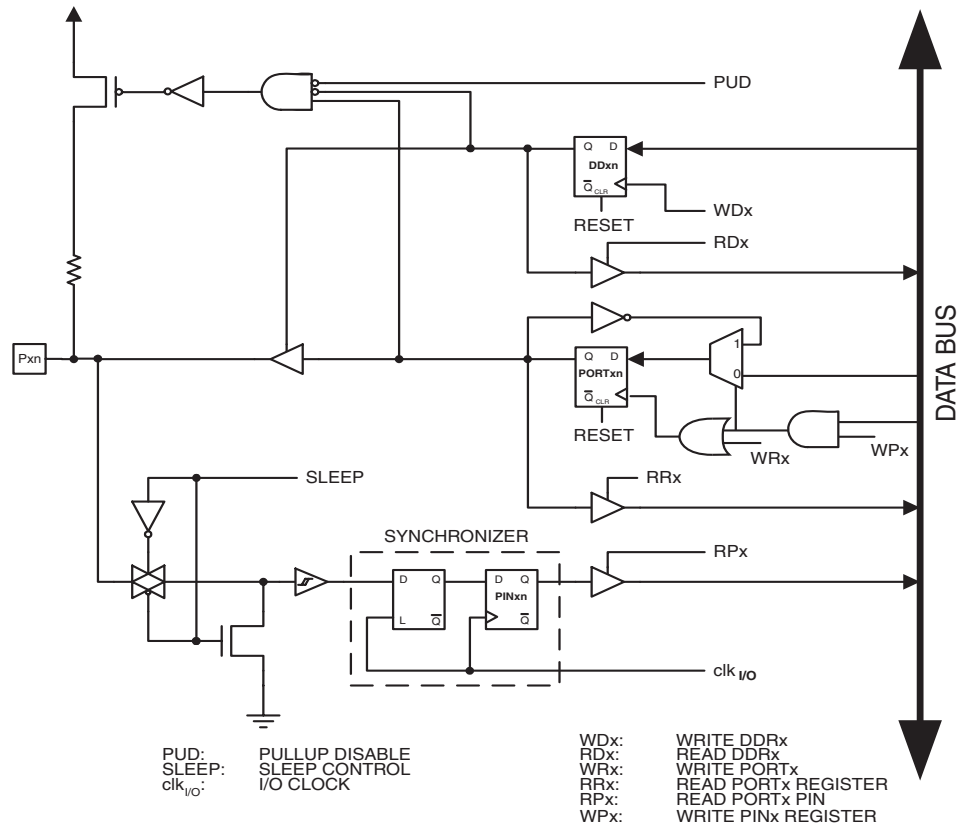 PUD
Q D
DDxn
Q CLR
WDx
RESET
RDx
Pxn
1
Q D
PORTxn
0
Q CLR
RESET
WRx
WPx
DATA BUS
SLEEP
RRx
SYNCHRONIZER
RPx
D Q
D Q
PINxn
L Q
Q
clk I/O
PUD: PULLUP DISABLE
SLEEP: SLEEP CONTROL
clkI/O: I/O CLOCK
WDx: WRITE DDRx
RDx: READ DDRx
WRx: WRITE PORTx
RRx: READ PORTx REGISTER
RPx: READ PORTx PIN
WPx: WRITE PINx REGISTER